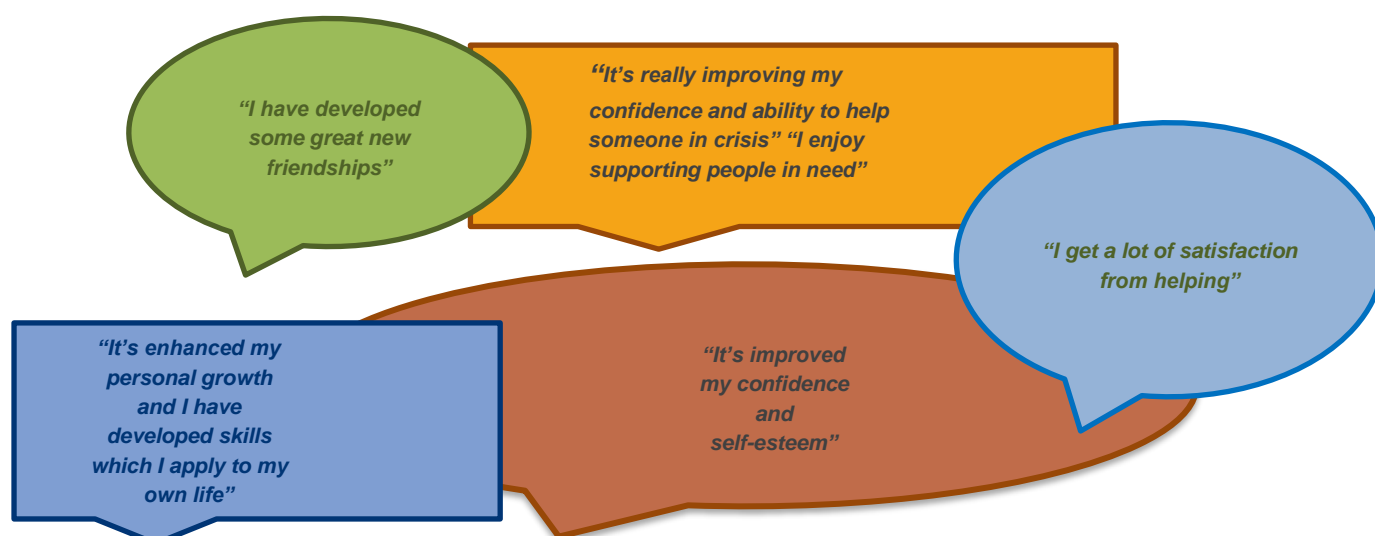 “I have developed
some great new
friendships”
“It’s really improving my
confidence and ability to help
someone in crisis” “I enjoy
supporting people in need”
“I get a lot of satisfaction
from helping”
“It’s enhanced my
personal growth
and I have
developed skills
which I apply to my
own life”
“It’s improved
my confidence
and
self-esteem”